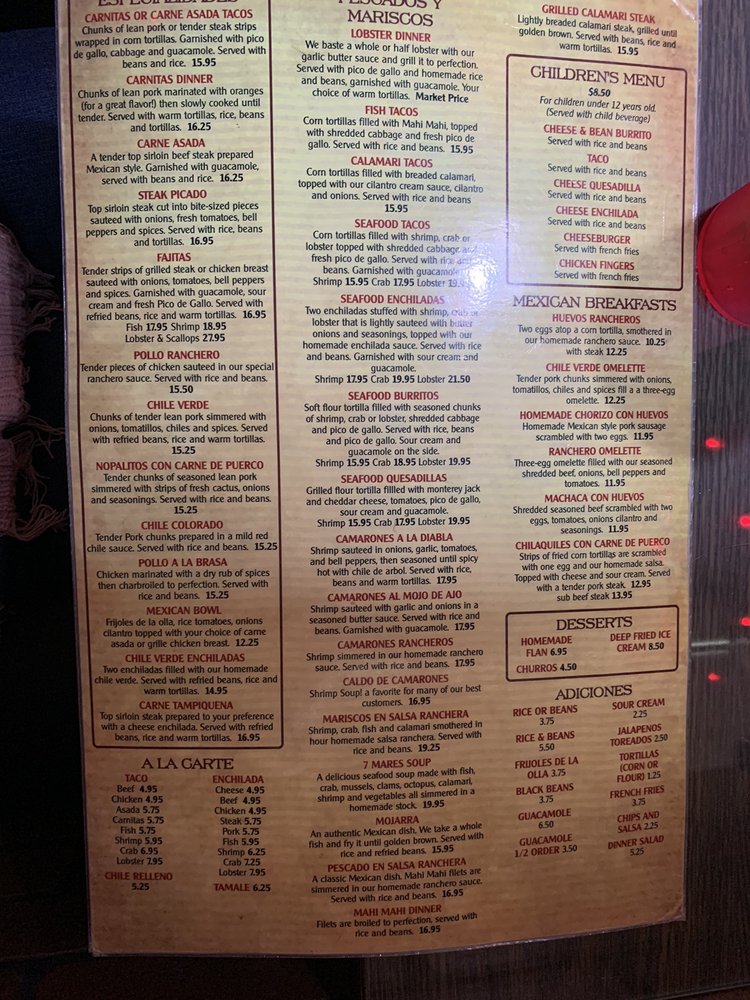 ESPECIALIDADES
CARNITAS OR CARNE ASADA TACOS
Chunks of lean pork or tender steak strips
wrapped in corn tortillas. Garnished with pico
de gallo, cabbage and guacamole. Served with
beans and rice. 15.95
CARNITAS DINNER
Chunks of lean pork marinated with oranges
(for a great flavor!) then slowly cooked until
tender. Served with warm tortillas, rice, beans
and tortillas. 16.25
CARNE ASADA
A tender top sirloin beef steak prepared
Mexican style. Garnished with guacamole,
served with beans and rice. 16.25
STEAK PICADO
Top sirloin steak cut into bite-sized pieces
sauteed with onions, fresh tomatoes, bell
peppers and spices. Served with rice, beans
and tortillas. 16.95
FAJITAS
Tender strips of grilled steak or chicken breast
sauteed with onions, tomatoes, bell peppers
and spices. Garnished with guacamole, sour
cream and fresh Pico de Gallo. Served with
refried beans, rice and warm tortillas. 16.95
Fish 17.95 Shrimp 18.95
Lobster & Scallops 27.95
POLLO RANCHERO
Tender pieces of chicken sauteed in our special
ranchero sauce. Served with rice and beans.
15.50
CHILE VERDE
Chunks of tender lean pork simmered with
onions, tomatillos, chiles and spices. Served
with refried beans, rice and warm tortillas.
15.25
NOPALITOS CON CARNE DE PUERCO
Tender chunks of seasoned lean pork
simmered with strips of fresh cactus, onions
and seasonings. Served with rice and beans.
15.25
CHILE COLORADO
Tender Pork chunks prepared in a mild red
chile sauce. Served with rice and beans. 15.25
POLLO A LA BRASA
Chicken marinated with a dry rub of spices
then charbroiled to perfection. Served with
rice and beans. 15.25
MEXICAN BOWL
Frijoles de la olla, rice tomatoes, onions
cilantro topped with your choice of carne
asada or grille chicken breast. 12.25
CHILE VERDE ENCHILADAS
Two enchiladas filled with our homemade
chile verde. Served with refried beans, rice and
warm tortillas. 14.95
CARNE TAMPIQUENA
Top sirloin steak prepared to your preference
with a cheese enchilada. Served with refried
beans, rice and warm tortillas. 16.95
A LA CARTE
TACO
Beef 4.95
Chicken 4.95
Asada 5.75
Carnitas 5.75
Fish 5.75
Shrimp 5.95
Crab 6.95
Lobster 7.95
CHILE RELLENO
5.25
ENCHILADA
Cheese 4.95
Beef 4.95
Chicken 4.95
Steak 5.75
Pork 5.75
Fish 5.95
Shrimp 6.25
Crab 7.25
Lobster 7.95
TAMALE 6.25
PESCADOS Y
MARISCOS
LOBSTER DINNER
We baste a whole or half lobster with our
garlic butter sauce and grill it to perfection.
Served with pico de gallo and homemade rice
and beans, garnished with guacamole. Your
choice of warm tortillas. Market Price
FISH TACOS
Corn tortillas filled with Mahi Mahi, topped
with shredded cabbage and fresh pico de
gallo. Served with rice and beans. 15.95
CALAMARI TACOS
Corn tortillas filled with breaded calamari,
topped with our cilantro cream sauce, cilantro
and onions. Served with rice and beans
15.95
SEAFOOD TACOS
Corn tortillas filled with shrimp, crab or
lobster topped with shredded cabbage and
fresh pico de gallo. Served with rice and
beans. Garnished with guacamole
Shrimp 15.95 Crab 17.95 Lobster
SEAFOOD ENCHILADAS
Two enchiladas stuffed with shrimp, crab or
lobster that is lightly sauteed with butter
onions and seasonings, topped with our
homemade enchilada sauce. Served with rice
and beans. Garnished with sour cream and
guacamole.
Shrimp 17.95 Crab 19.95 Lobster 21.50
SEAFOOD BURRITOS
Soft flour tortilla filled with seasoned chunks
of shrimp, crab or lobster, shredded cabbage
and pico de gallo. Served with rice, beans
and pico de gallo. Sour cream and
guacamole on the side.
Shrimp 15.95 Crab 18.95 Lobster 19.95
SEAFOOD QUESADILLAS
Grilled flour tortilla fillled with monterey jack
and cheddar cheese, tomatoes, pico de gallo,
sour cream and guacamole.
Shrimp 15.95 Crab 17.95 Lobster 19.95
CAMARONES A LA DIABLA
Shrimp sauteed in onions, garlic, tomatoes,
and bell peppers, then seasoned until spicy
hot with chile de arbol. Served with rice,
beans and warm tortillas. 17.95
CAMARONES AL MOJO DE AJO
Shrimp sauteed with garlic and onions in a
seasoned butter sauce. Served with rice and
beans. Garnished with guacamole. 17.95
CAMARONES RANCHEROS
Shrimp simmered in our homemade ranchero
sauce. Served with rice and beans. 17.95
CALDO DE CAMARONES
Shrimp Soup! a favorite for many of our best
customers. 16.95
MARISCOS EN SALSA RANCHERA
Shrimp, crab, fish and calamari smothered in
hour homemade salsa ranchera. Served with
rice and beans. 19.25
7 MARES SOUP
A delicious seafood soup made with fish,
crab, mussels, clams, octopus, calamari,
shrimp and vegetables all simmered in a
homemade stock. 19.95
MOJARRA
An authentic Mexican dish. We take a whole
fish and fry it until golden brown. Served with
rice and refried beans. 15.95
PESCADO EN SALSA RANCHERA
A classic Mexican dish. Mahi Mahi filets are
simmered in our homemade ranchero sauce.
Served with rice and beans. 16.95
MAHI MAHI DINNER
Filets are broiled to perfection, served with
rice and beans. 16.95
GRILLED CALAMARI STEAK
Lightly breaded calamari steak, grilled until
golden brown. Served with beans, rice and
warm tortillas. 15.95
CHILDREN'S MENU
$8.50
For children under 12 years old.
(Served with child beverage)
CHEESE & BEAN BURRITO
Served with rice and beans
TACO
Served with rice and beans
CHEESE QUESADILLA
Served with rice and beans
CHEESE ENCHILADA
Served with rice and beans
CHEESEBURGER
Served with french fries
CHICKEN FINGERS
Served with french fries
MEXICAN BREAKFASTS
HUEVOS RANCHEROS
Two eggs atop a corn tortilla, smothered in
our homemade ranchero sauce. 10.25
with steak 12.25
CHILE VERDE OMELETTE
Tender pork chunks simmered with onions,
tomatillos, chiles and spices fill a a three-egg
omelette. 12.25
HOMEMADE CHORIZO CON HUEVOS
Homemade Mexican style pork sausage
scrambled with two eggs. 11.95
RANCHERO OMELETTE
Three-egg omelette filled with our seasoned
shredded beef, onions, bell peppers and
tomatoes. 11.95
MACHACA CON HUEVOS
Shredded seasoned beef scrambled with two
eggs, tomatoes, onions cilantro and
seasonings. 11.95
CHILAQUILES CON CARNE DE PUERCO
Strips of fried corn tortillas are scrambled
with one egg and our homemade salsa.
Topped with cheese and sour cream. Served
with a tender pork steak. 12.95
sub beef steak 13.95
DESSERTS
HOMEMADE
FLAN 6.95
CHURROS 4.50
DEEP FRIED ICE
CREAM 8.50
ADICIONES
RICE OR BEANS
3.75
RICE & BEANS
5.50
FRIJOLES DE LA
OLLA 3.75
BLACK BEANS
3.75
GUACAMOLE
6.50
GUACAMOLE
1/2 ORDER 3.50
SOUR CREAM
2.25
JALAPENOS
TOREADOS 2.50
TORTILLAS
(CORN OR
FLOUR) 1.25
FRENCH FRIES
3.75
CHIPS AND
SALSA 2.25
DINNER SALAD
5.25